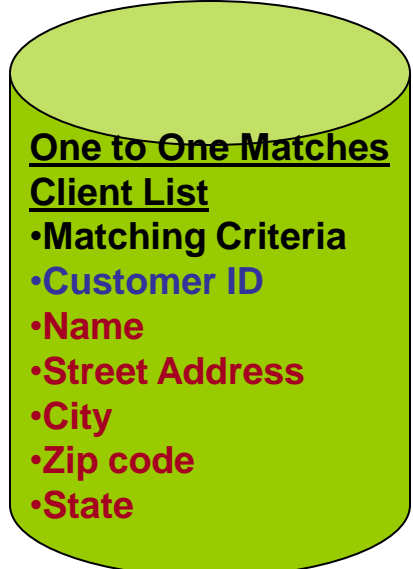 One to One Matches
Client List
•Matching Criteria
•Customer ID
•Name
•Street Address
•City
•Zip code
•State